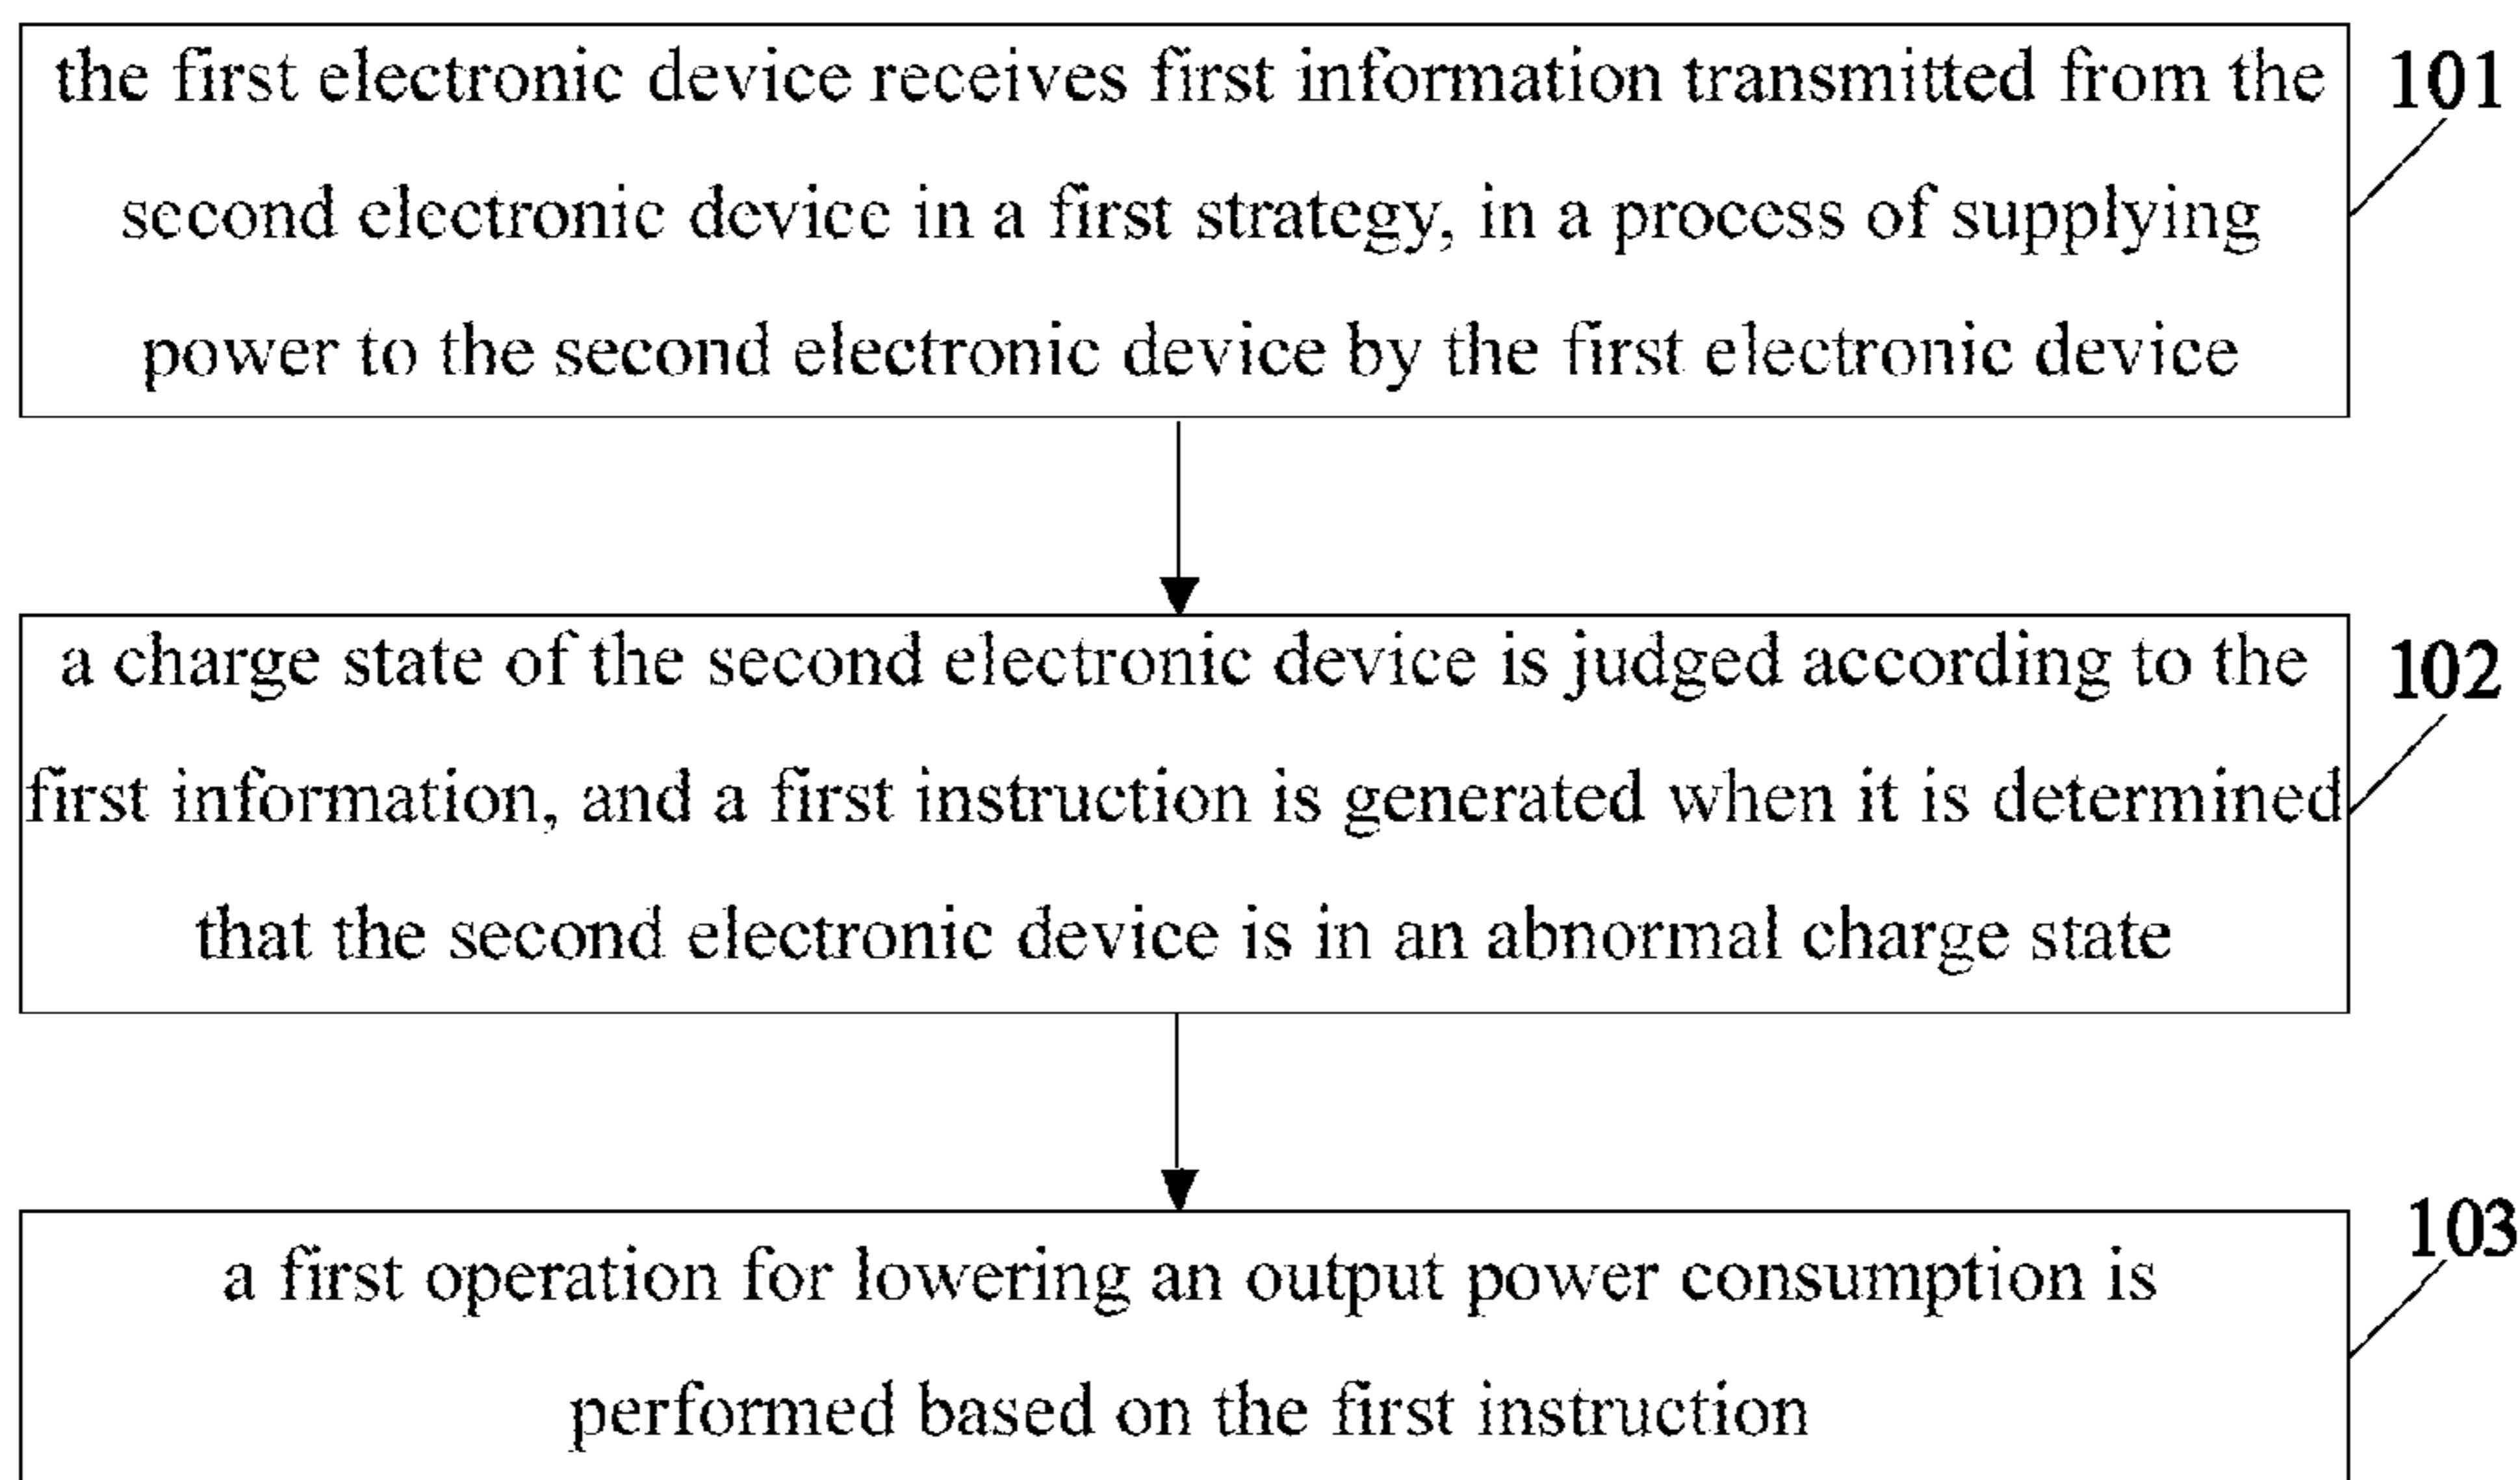 the first electronic device receives first information transmitted from the 101
second electronic device in a first strategy, in a process of supplying
power to the second electronic device by the first electronic device
a charge state of the second electronic device is judged according to the 102
first information, and a first instruction is generated when it is determined
that the second electronic device is in an abnormal charge state
103
a first operation for lowering an output power consumption is
performed based on the first instruction